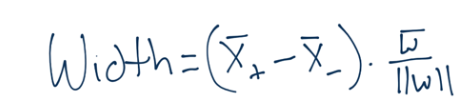 Width = (x̄₊ − x̄₋) · w̄/||w||